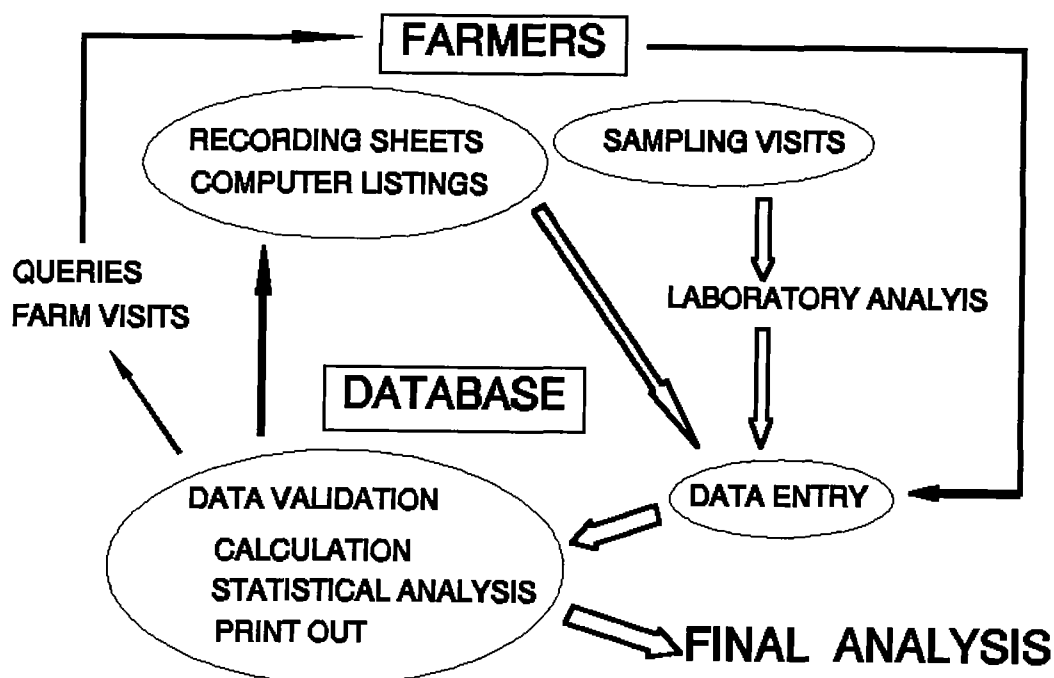 FARMERS
RECORDING SHEETS
COMPUTER LISTINGS
SAMPLING VISITS
QUERIES
FARM VISITS
LABORATORY ANALYIS
DATABASE
DATA VALIDATION
CALCULATION
STATISTICAL ANALYSIS
PRINT OUT
DATA ENTRY
FINAL ANALYSIS